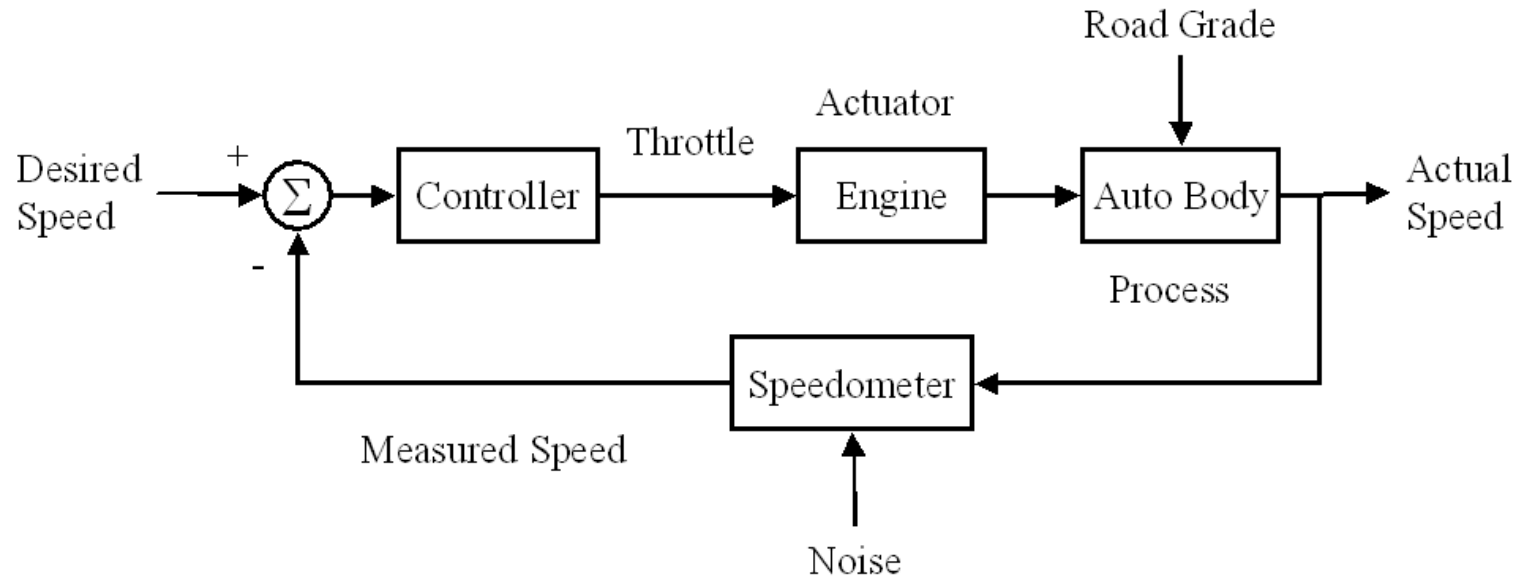 Road Grade
Actuator
Throttle
Desired
Speed
+
Σ
Controller
Engine
Auto Body
Actual
Speed
-
Process
Speedometer
Measured Speed
Noise